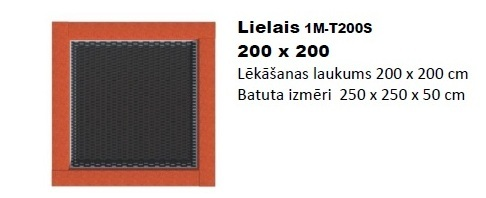 Lielais 1M-T200S
200 x 200
Lēkāšanas laukums 200 x 200 cm
Batuta izmēri  250 x 250 x 50 cm